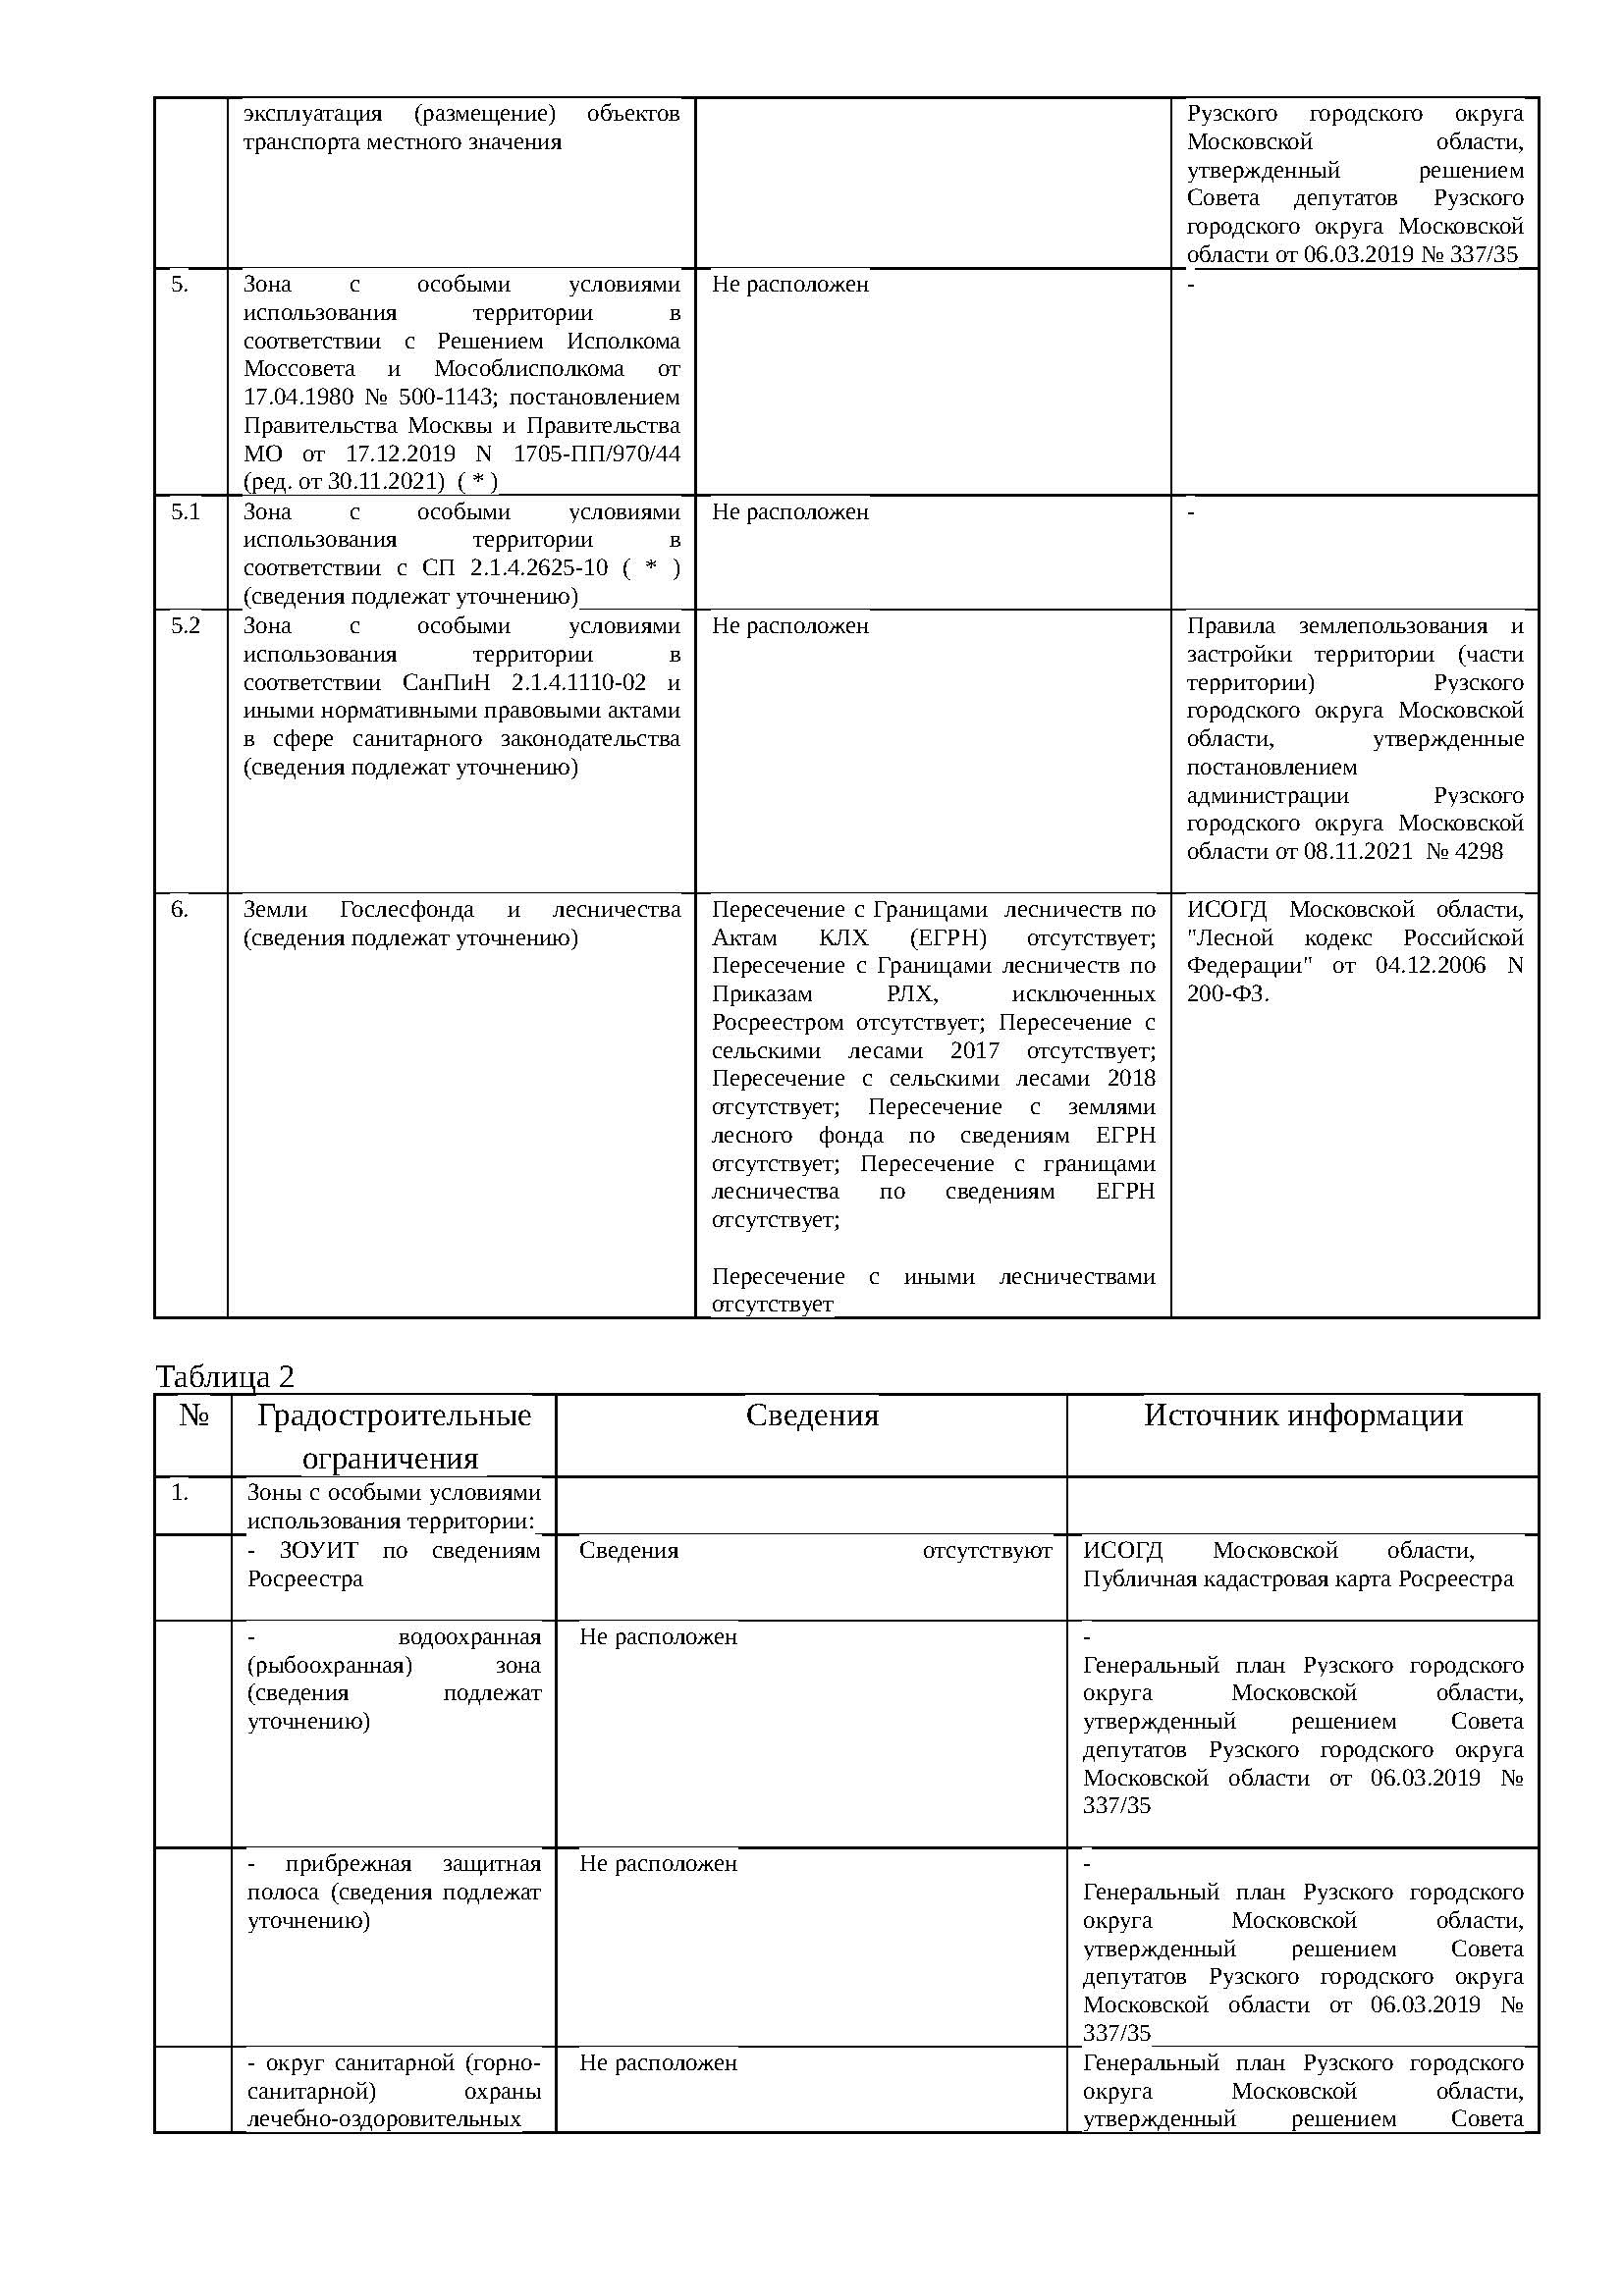 эксплуатация (размещение) объектов
транспорта местного значения
Рузского городского округа
Московской области,
утвержденный решением
Совета депутатов Рузского
городского округа Московской
области от 06.03.2019 № 337/35
5.
Зона с особыми условиями
использования территории в
соответствии с Решением Исполкома
Моссовета и Мособлисполкома от
17.04.1980 № 500-1143; постановлением
Правительства Москвы и Правительства
МО от 17.12.2019 N 1705-ПП/970/44
(ред. от 30.11.2021) ( * )
Не расположен
-
5.1
Зона с особыми условиями
использования территории в
соответствии с СП 2.1.4.2625-10 ( * )
(сведения подлежат уточнению)
Не расположен
-
5.2
Зона с особыми условиями
использования территории в
соответствии СанПиН 2.1.4.1110-02 и
иными нормативными правовыми актами
в сфере санитарного законодательства
(сведения подлежат уточнению)
Не расположен
Правила землепользования и
застройки территории (части
территории) Рузского
городского округа Московской
области, утвержденные
постановлением
администрации Рузского
городского округа Московской
области от 08.11.2021 № 4298
6.
Земли Гослесфонда и лесничества
(сведения подлежат уточнению)
Пересечение с Границами лесничеств по
Актам КЛХ (ЕГРН) отсутствует;
Пересечение с Границами лесничеств по
Приказам РЛХ, исключенных
Росреестром отсутствует; Пересечение с
сельскими лесами 2017 отсутствует;
Пересечение с сельскими лесами 2018
отсутствует; Пересечение с землями
лесного фонда по сведениям ЕГРН
отсутствует; Пересечение с границами
лесничества по сведениям ЕГРН
отсутствует;
Пересечение с иными лесничествами
отсутствует
ИСОГД Московской области,
"Лесной кодекс Российской
Федерации" от 04.12.2006 N
200-ФЗ.
Таблица 2
№
Градостроительные
ограничения
Сведения
Источник информации
1.
Зоны с особыми условиями
использования территории:
- ЗОУИТ по сведениям
Росреестра
Сведения отсутствуют
ИСОГД Московской области,
Публичная кадастровая карта Росреестра
- водоохранная
(рыбоохранная) зона
(сведения подлежат
уточнению)
Не расположен
-
Генеральный план Рузского городского
округа Московской области,
утвержденный решением Совета
депутатов Рузского городского округа
Московской области от 06.03.2019 №
337/35
- прибрежная защитная
полоса (сведения подлежат
уточнению)
Не расположен
-
Генеральный план Рузского городского
округа Московской области,
утвержденный решением Совета
депутатов Рузского городского округа
Московской области от 06.03.2019 №
337/35
- округ санитарной (горно-
санитарной) охраны
лечебно-оздоровительных
Не расположен
Генеральный план Рузского городского
округа Московской области,
утвержденный решением Совета